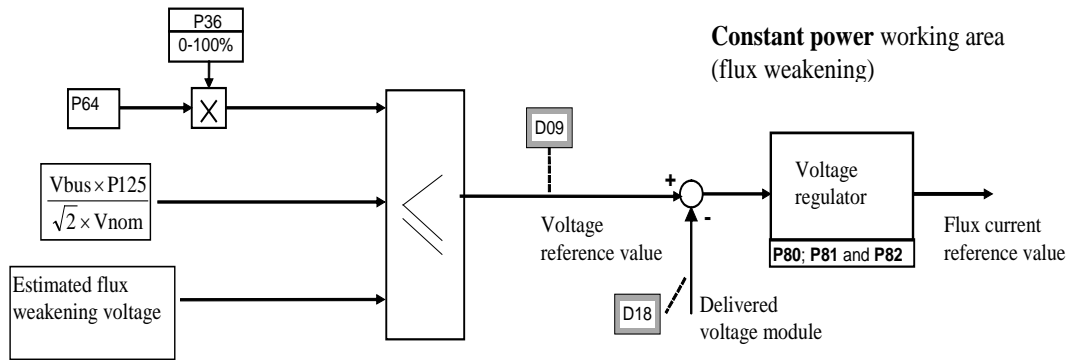 P36
0-100%
Constant power working area
(flux weakening)
P64
X
D09
Vbus × P125
√2 × Vnom
+
-
Voltage
regulator
Voltage
reference value
P80; P81 and P82
Flux current
reference value
Estimated flux
weakening voltage
D18
Delivered
voltage module